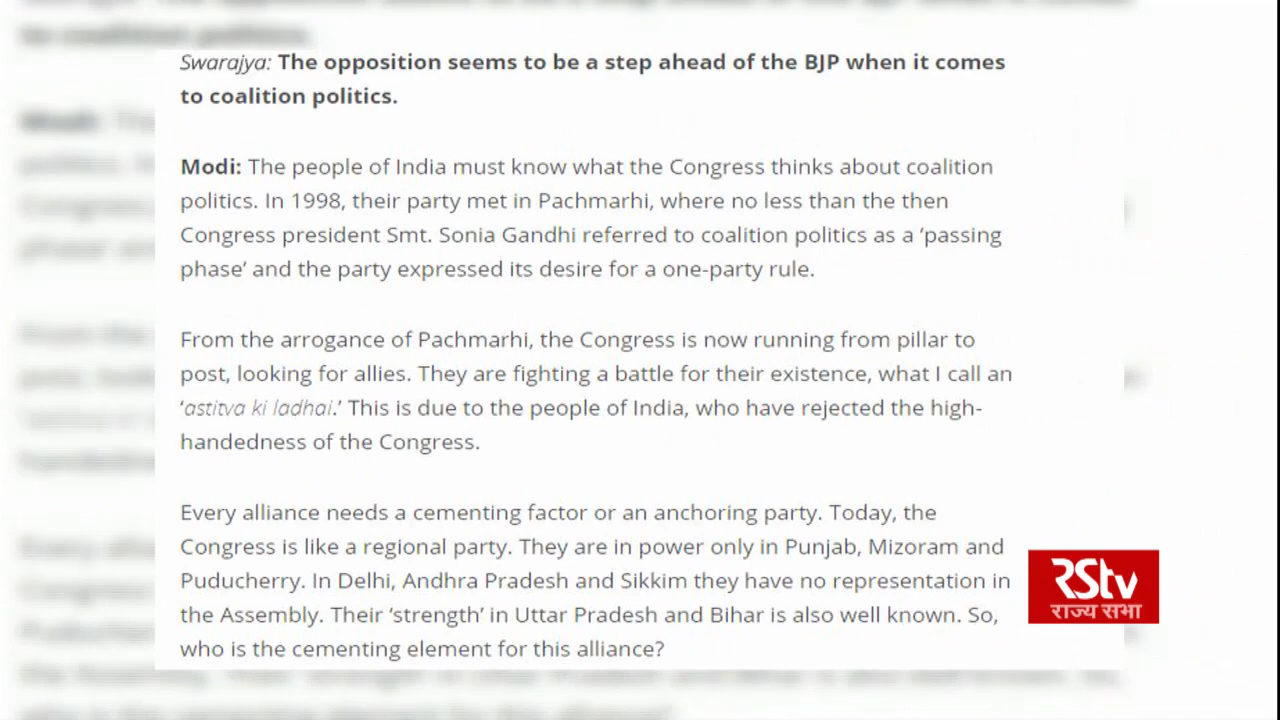 Swarajya: The opposition seems to be a step ahead of the BJP when it comes
to coalition politics.
Modi: The people of India must know what the Congress thinks about coalition
politics. In 1998, their party met in Pachmarhi, where no less than the then
Congress president Smt. Sonia Gandhi referred to coalition politics as a ‘passing
phase’ and the party expressed its desire for a one-party rule.
From the arrogance of Pachmarhi, the Congress is now running from pillar to
post, looking for allies. They are fighting a battle for their existence, what I call an
‘astitva ki ladhai.’ This is due to the people of India, who have rejected the high-
handedness of the Congress.
Every alliance needs a cementing factor or an anchoring party. Today, the
Congress is like a regional party. They are in power only in Punjab, Mizoram and
Puducherry. In Delhi, Andhra Pradesh and Sikkim they have no representation in
the Assembly. Their ‘strength’ in Uttar Pradesh and Bihar is also well known. So,
who is the cementing element for this alliance?
RStv
राज्य सभा